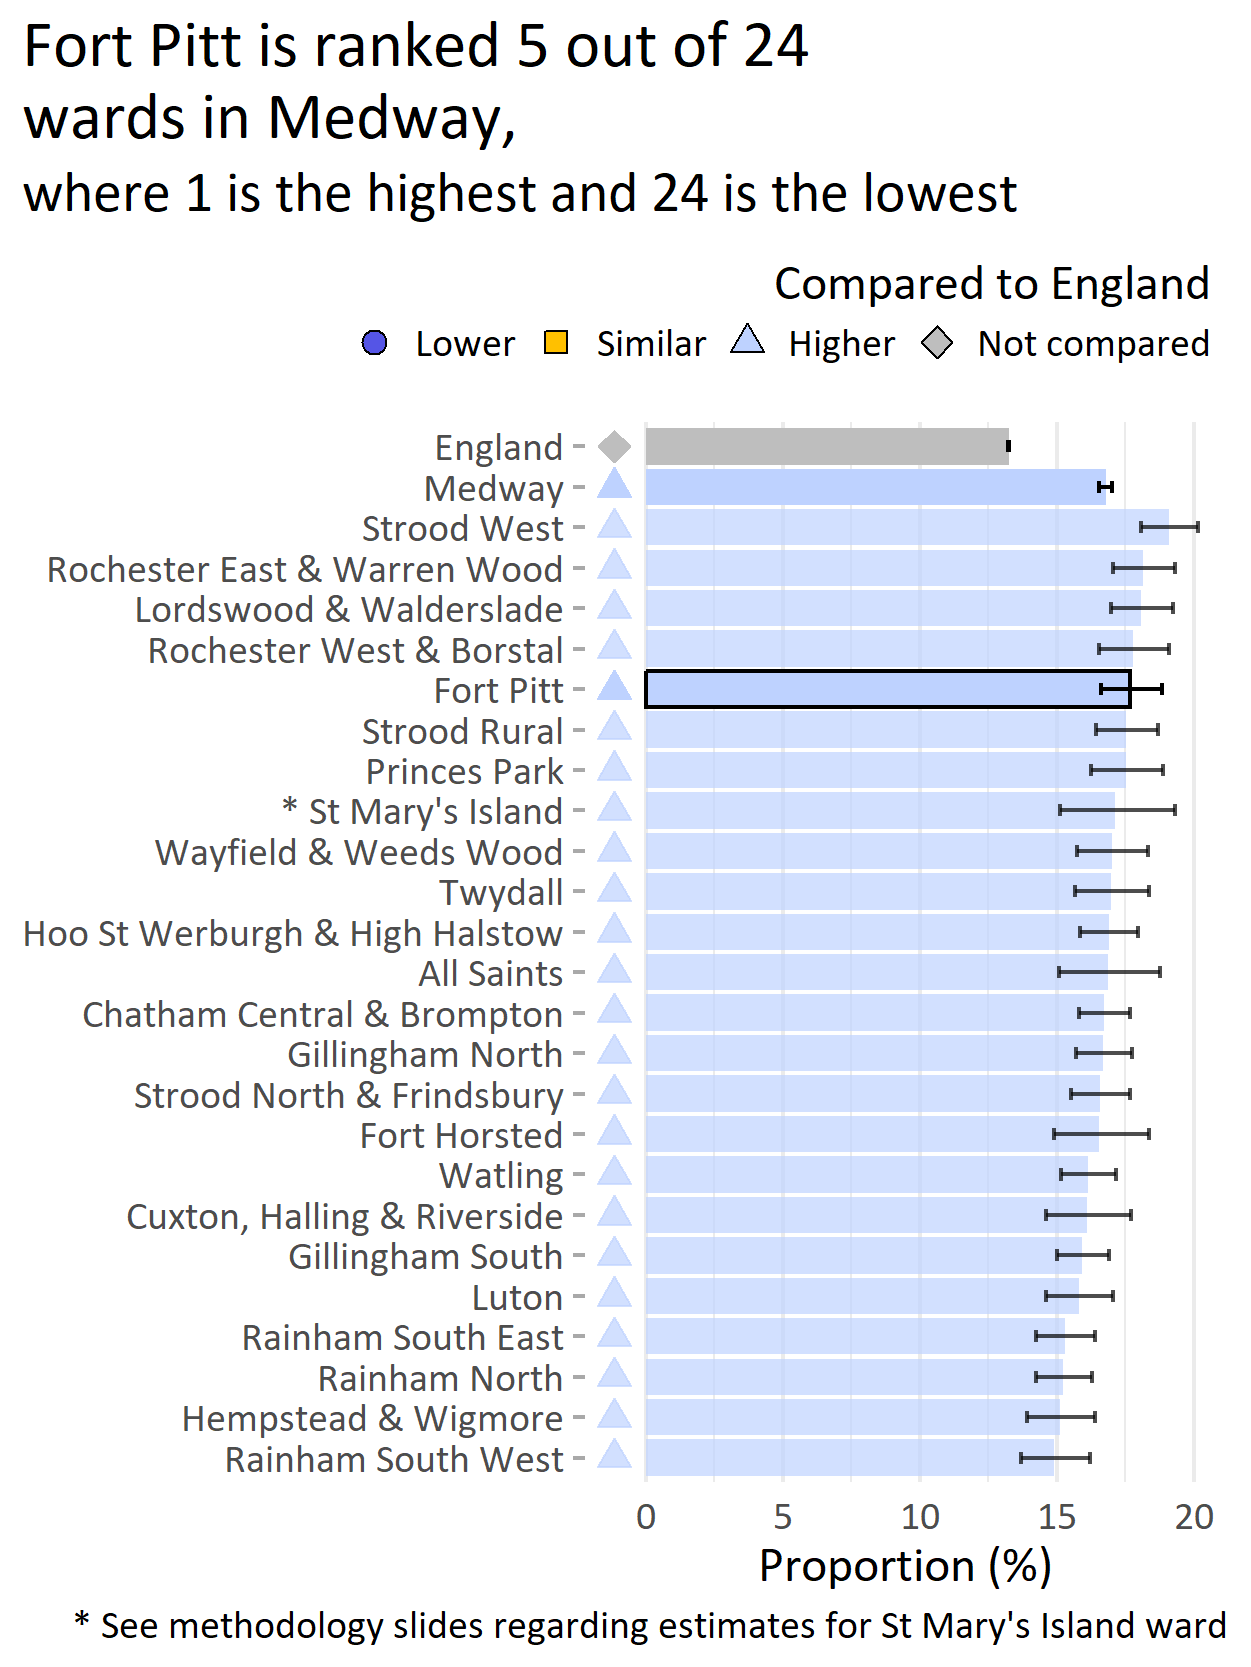 Fort Pitt is ranked 5 out of 24
wards in Medway,
where 1 is the highest and 24 is the lowest
Compared to England
Lower Similar Higher Not compared
England
Medway
Strood West
Rochester East & Warren Wood
Lordswood & Walderslade
Rochester West & Borstal
Fort Pitt
Strood Rural
Princes Park
* St Mary's Island
Wayfield & Weeds Wood
Twydall
Hoo St Werburgh & High Halstow
All Saints
Chatham Central & Brompton
Gillingham North
Strood North & Frindsbury
Fort Horsted
Watling
Cuxton, Halling & Riverside
Gillingham South
Luton
Rainham South East
Rainham North
Hempstead & Wigmore
Rainham South West
0 5 10 15 20
Proportion (%)
* See methodology slides regarding estimates for St Mary's Island ward